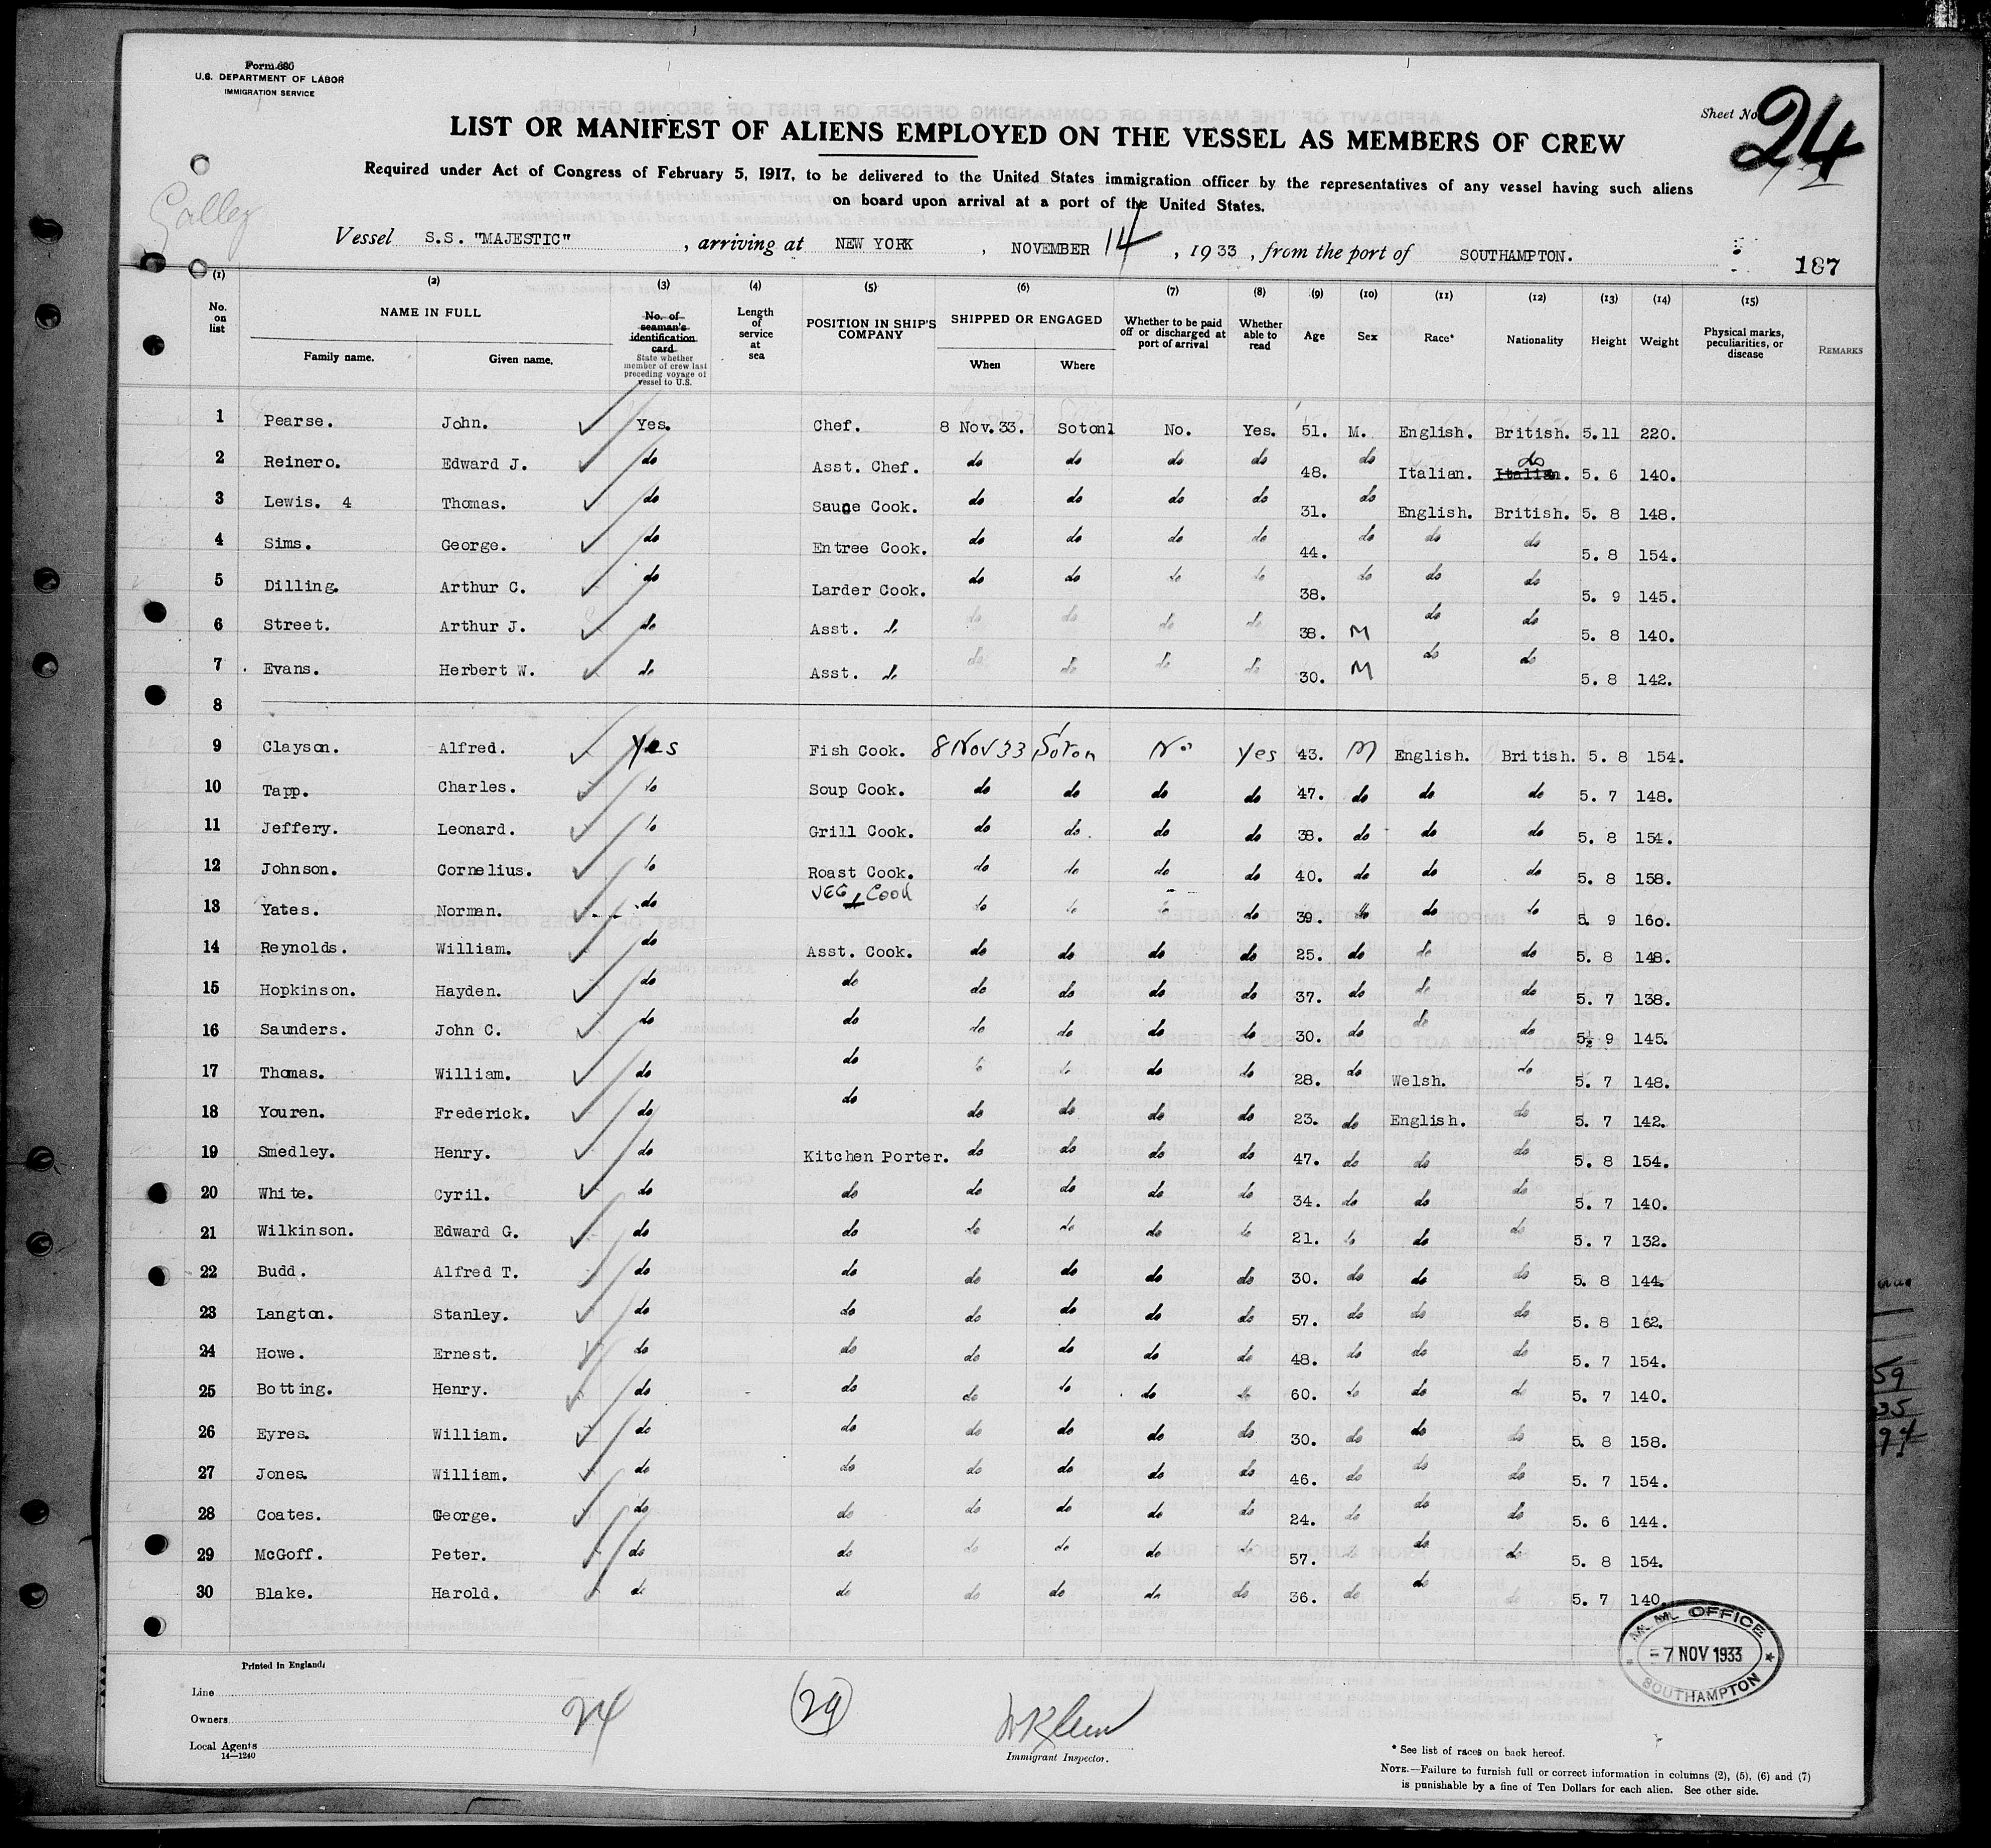 Form 680
U.S. DEPARTMENT OF LABOR
IMMIGRATION SERVICE
Sheet No. 24
LIST OR MANIFEST OF ALIENS EMPLOYED ON THE VESSEL AS MEMBERS OF CREW
Required under Act of Congress of February 5, 1917, to be delivered to the United States immigration officer by the representatives of any vessel having such aliens
on board upon arrival at a port of the United States.
Galley
Vessel S.S. "MAJESTIC", arriving at NEW YORK, NOVEMBER 14, 1933, from the port of SOUTHAMPTON.
187
(1) (2) (3) (4) (5) (6) (7) (8) (9) (10) (11) (12) (13) (14) (15)
No. on list NAME IN FULL Family name. Given name. No. of seaman's identification card State whether member of crew last preceding voyage of vessel to U.S. Length of service at sea POSITION IN SHIP'S COMPANY SHIPPED OR ENGAGED When Where Whether to be paid off or discharged at port of arrival Whether able to read Age Sex Race* Nationality Height Weight Physical marks, peculiarities, or disease REMARKS
1 Pearse. John. Yes. Chef. 8 Nov. 33. Soton No. Yes. 51. M. English. British. 5.11 220.
2 Reinero. Edward J. do Asst. Chef. do do do do 48. do Italian. Italian. do 5. 6 140.
3 Lewis. 4 Thomas. do Sauce Cook. do do do do 31. do English. British. 5. 8 148.
4 Sims. George. do Entree Cook. do do do do 44. do do do 5. 8 154.
5 Dilling. Arthur C. do Larder Cook. do do do do 38. do do do 5. 9 145.
6 Street. Arthur J. do Asst. do do do do do 38. M do do 5. 8 140.
7 Evans. Herbert W. do Asst. do do do do do 30. M do do 5. 8 142.
8
9 Clayson. Alfred. Yes Fish Cook. 8 Nov 33 Soton No Yes 43. M English. British. 5. 8 154.
10 Tapp. Charles. do Soup Cook. do do do do 47. do do do 5. 7 148.
11 Jeffery. Leonard. do Grill Cook. do do do do 38. do do do 5. 8 154.
12 Johnson. Cornelius. do Roast Cook. do do do do 40. do do do 5. 8 158.
13 Yates. Norman. do VEG Cook do do do do 39. do do do 5. 9 160.
14 Reynolds. William. do Asst. Cook. do do do do 25. do do do 5. 8 148.
15 Hopkinson. Hayden. do do do do do do 37. do do do 5. 7 138.
16 Saunders. John C. do do do do do do 30. do do do 5½ 9 145.
17 Thomas. William. do do do do do do 28. do Welsh. do 5. 7 148.
18 Youren. Frederick. do do do do do do 23. do English. do 5. 7 142.
19 Smedley. Henry. do Kitchen Porter. do do do do 47. do do do 5. 8 154.
20 White. Cyril. do do do do do do 34. do do do 5. 7 140.
21 Wilkinson. Edward G. do do do do do do 21. do do do 5. 7 132.
22 Budd. Alfred T. do do do do do do 30. do do do 5. 8 144.
23 Langton. Stanley. do do do do do do 57. do do do 5. 8 162.
24 Howe. Ernest. do do do do do do 48. do do do 5. 7 154.
25 Botting. Henry. do do do do do do 60. do do do 5. 7 140.
26 Eyres. William. do do do do do do 30. do do do 5. 8 158.
27 Jones. William. do do do do do do 46. do do do 5. 7 154.
28 Coates. George. do do do do do do 24. do do do 5. 6 144.
29 McGoff. Peter. do do do do do do 57. do do do 5. 8 154.
30 Blake. Harold. do do do do do do 36. do do do 5. 7 140.
59
35
94
M.M. OFFICE
7 NOV 1933
SOUTHAMPTON
Printed in England.
Line
Owners
Local Agents
14—1240
24
29
Immigrant Inspector.
* See list of races on back hereof.
NOTE.—Failure to furnish full or correct information in columns (2), (5), (6) and (7)
is punishable by a fine of Ten Dollars for each alien. See other side.